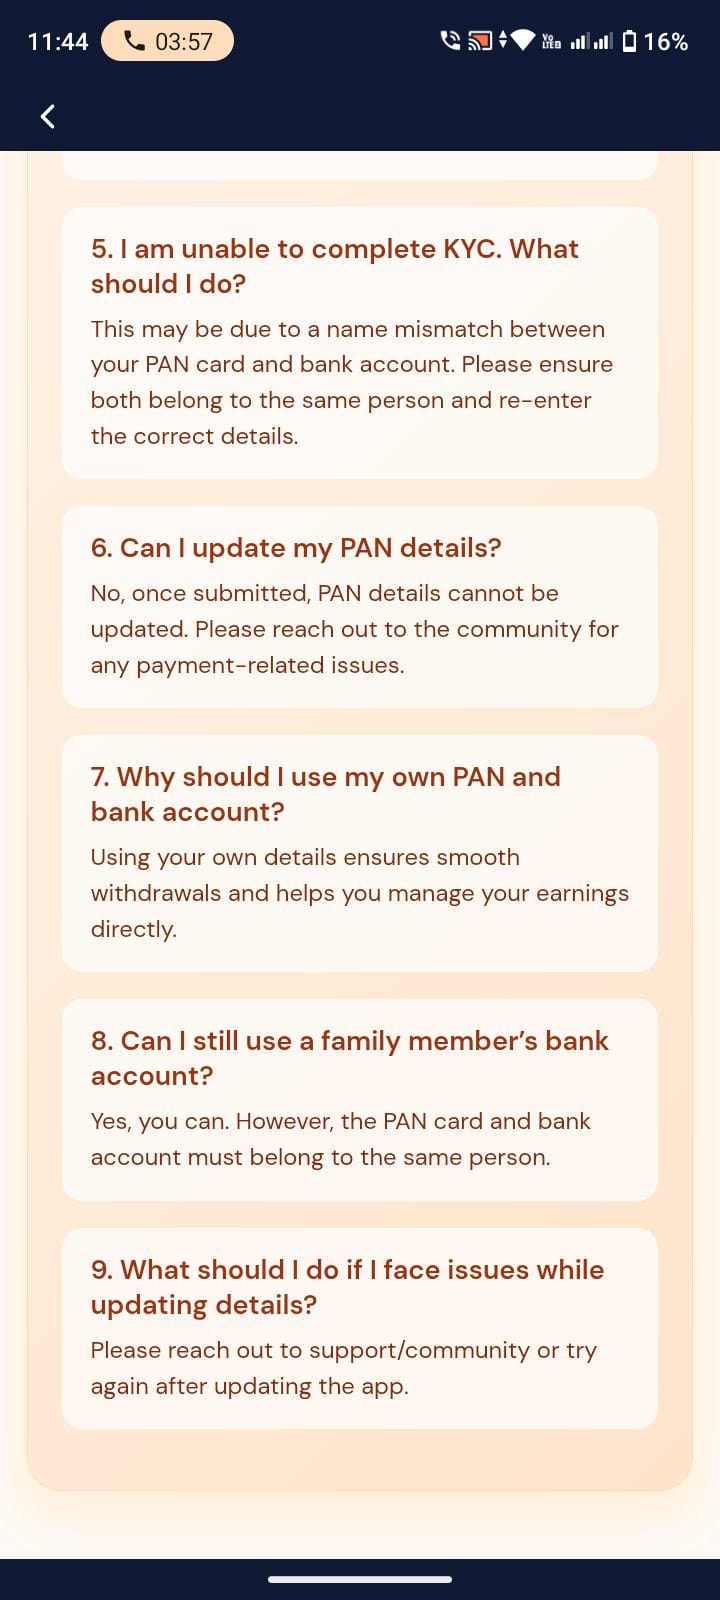 11:44 03:57 16%
5. I am unable to complete KYC. What
should I do?
This may be due to a name mismatch between
your PAN card and bank account. Please ensure
both belong to the same person and re-enter
the correct details.
6. Can I update my PAN details?
No, once submitted, PAN details cannot be
updated. Please reach out to the community for
any payment-related issues.
7. Why should I use my own PAN and
bank account?
Using your own details ensures smooth
withdrawals and helps you manage your earnings
directly.
8. Can I still use a family member’s bank
account?
Yes, you can. However, the PAN card and bank
account must belong to the same person.
9. What should I do if I face issues while
updating details?
Please reach out to support/community or try
again after updating the app.